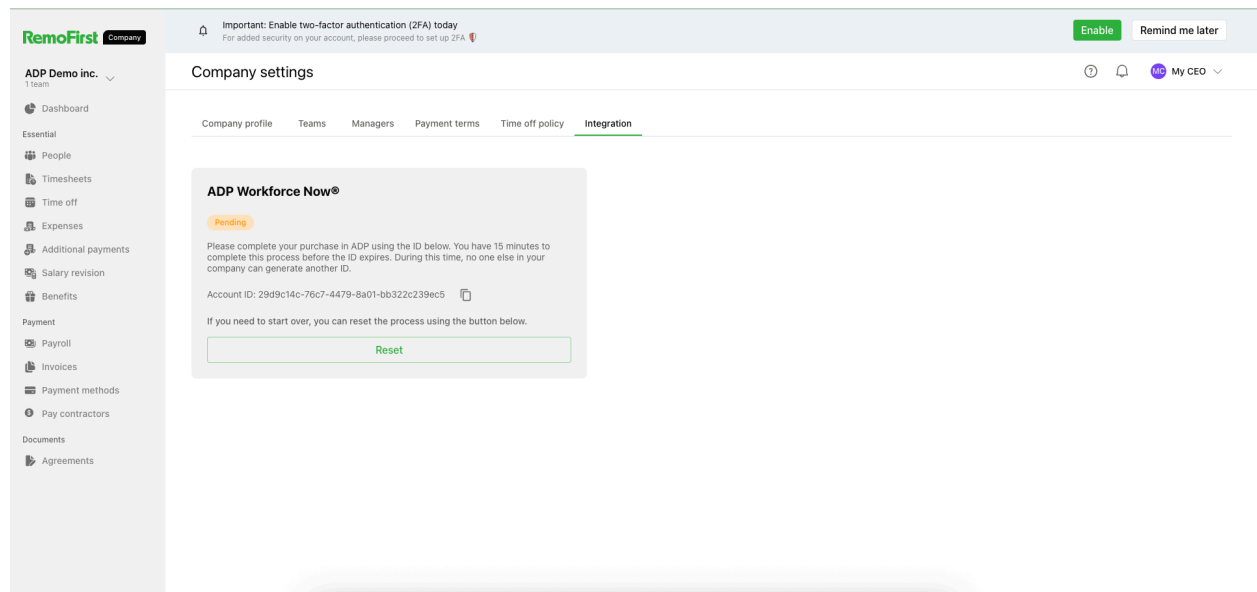 RemoFirst Company
Important: Enable two-factor authentication (2FA) today
For added security on your account, please proceed to set up 2FA
Enable
Remind me later
ADP Demo inc.
1 team
Company settings
MC My CEO
Dashboard
Essential
People
Timesheets
Time off
Expenses
Additional payments
Salary revision
Benefits
Payment
Payroll
Invoices
Payment methods
Pay contractors
Documents
Agreements
Company profile
Teams
Managers
Payment terms
Time off policy
Integration
ADP Workforce Now®
Pending
Please complete your purchase in ADP using the ID below. You have 15 minutes to
complete this process before the ID expires. During this time, no one else in your
company can generate another ID.
Account ID: 29d9c14c-76c7-4479-8a01-bb322c239ec5
If you need to start over, you can reset the process using the button below.
Reset